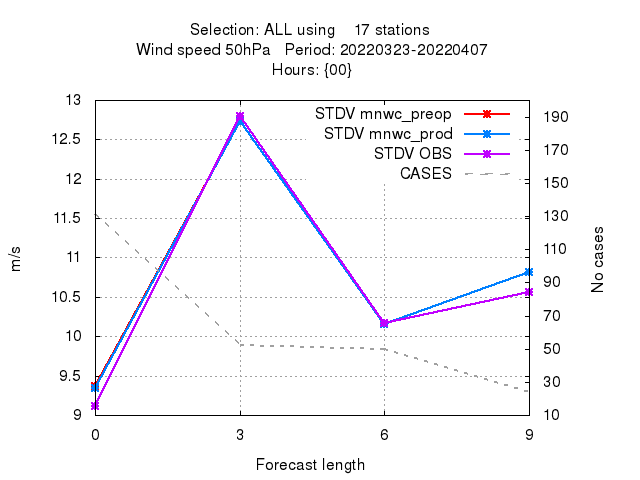 Selection: ALL using    17 stations
Wind speed 50hPa   Period: 20220323-20220407
Hours: {00}
STDV mnwc_preop
STDV mnwc_prod
STDV OBS
CASES
13
12.5
12
11.5
11
10.5
10
9.5
9
190
170
150
130
110
90
70
50
30
10
m/s
No cases
0
3
6
9
Forecast length